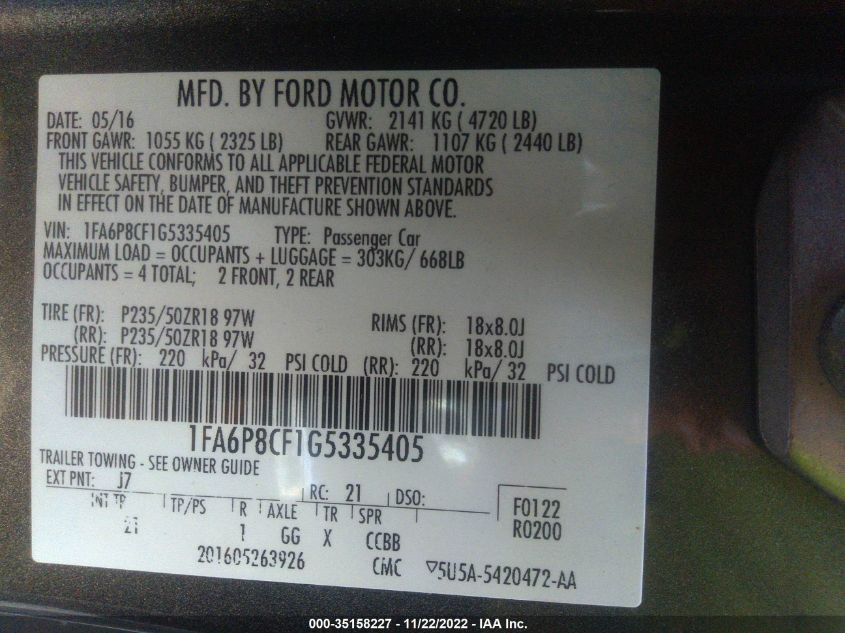 MFD. BY FORD MOTOR CO.
DATE: 05/16 GVWR: 2141 KG ( 4720 LB)
FRONT GAWR: 1055 KG ( 2325 LB) REAR GAWR: 1107 KG ( 2440 LB)
THIS VEHICLE CONFORMS TO ALL APPLICABLE FEDERAL MOTOR
VEHICLE SAFETY, BUMPER, AND THEFT PREVENTION STANDARDS
IN EFFECT ON THE DATE OF MANUFACTURE SHOWN ABOVE.
VIN: 1FA6P8CF1G5335405 TYPE: Passenger Car
MAXIMUM LOAD = OCCUPANTS + LUGGAGE = 303KG/ 668LB
OCCUPANTS = 4 TOTAL; 2 FRONT, 2 REAR
TIRE (FR): P235/50ZR18 97W RIMS (FR): 18x8.0J
(RR): P235/50ZR18 97W (RR): 18x8.0J
PRESSURE (FR): 220 kPa/ 32 PSI COLD (RR): 220 kPa/ 32 PSI COLD
1FA6P8CF1G5335405
TRAILER TOWING - SEE OWNER GUIDE
EXT PNT: J7 RC: 21 DSO: F0122
INT TR TP/PS R AXLE TR SPR R0200
21 1 GG X CCBB
201605263926 CMC ▽5U5A-5420472-AA
000-35158227 - 11/22/2022 - IAA Inc.